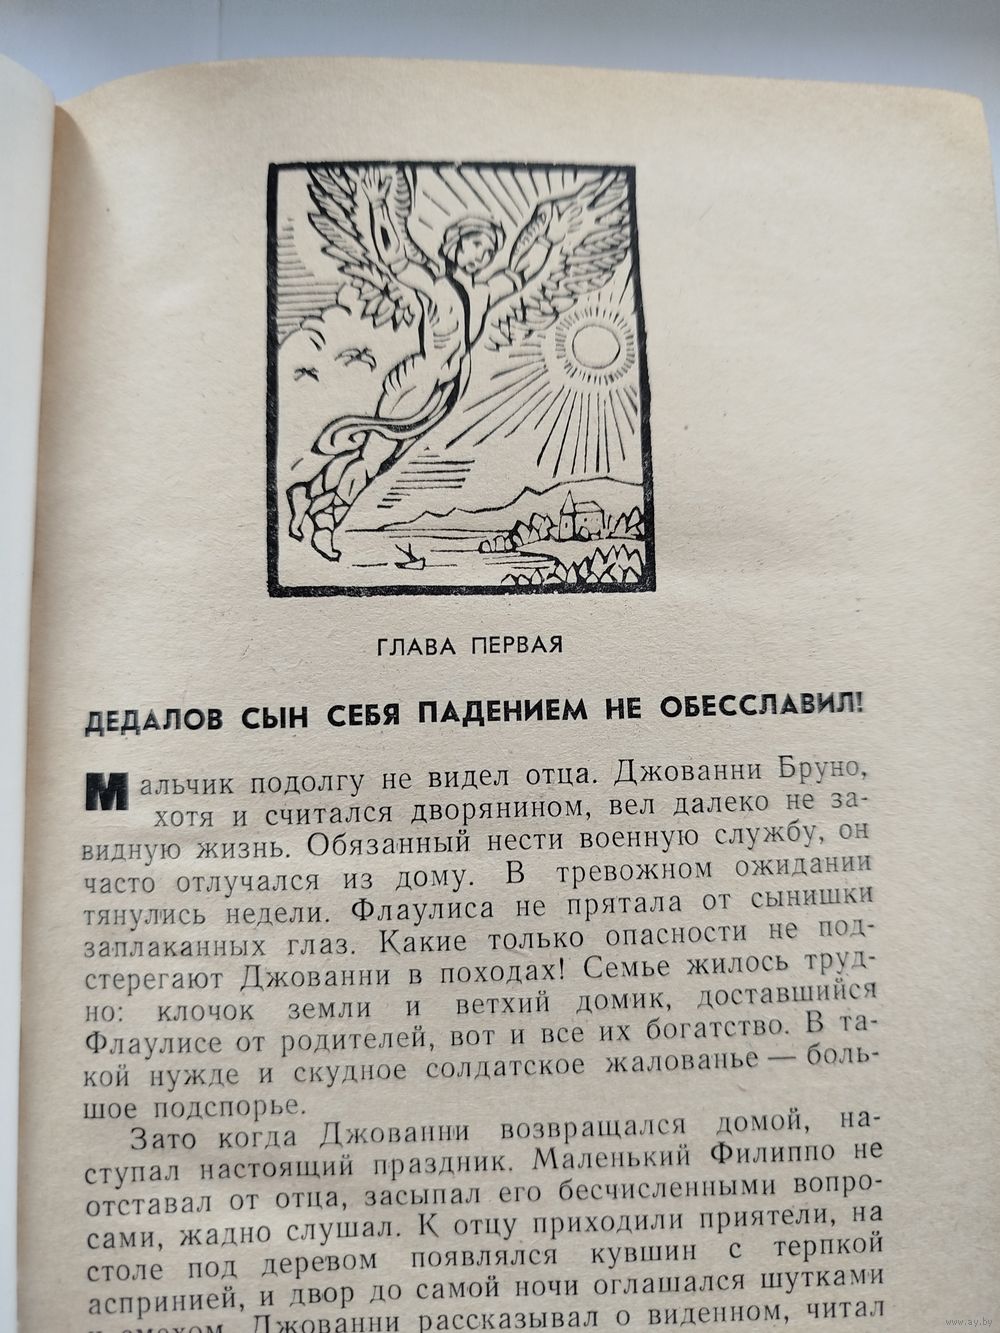 ГЛАВА ПЕРВАЯ
ДЕДАЛОВ СЫН СЕБЯ ПАДЕНИЕМ НЕ ОБЕССЛАВИЛ!
Мальчик подолгу не видел отца. Джованни Бруно,
хотя и считался дворянином, вел далеко не за-
видную жизнь. Обязанный нести военную службу, он
часто отлучался из дому. В тревожном ожидании
тянулись недели. Флаулиса не прятала от сынишки
заплаканных глаз. Какие только опасности не под-
стерегают Джованни в походах! Семье жилось труд-
но: клочок земли и ветхий домик, доставшийся
Флаулисе от родителей, вот и все их богатство. В та-
кой нужде и скудное солдатское жалованье — боль-
шое подспорье.
Зато когда Джованни возвращался домой, на-
ступал настоящий праздник. Маленький Филиппо не
отставал от отца, засыпал его бесчисленными вопро-
сами, жадно слушал. К отцу приходили приятели, на
столе под деревом появлялся кувшин с терпкой
аспринией, и двор до самой ночи оглашался шутками
и смехом. Джованни рассказывал о виденном, читал
www.ay.by